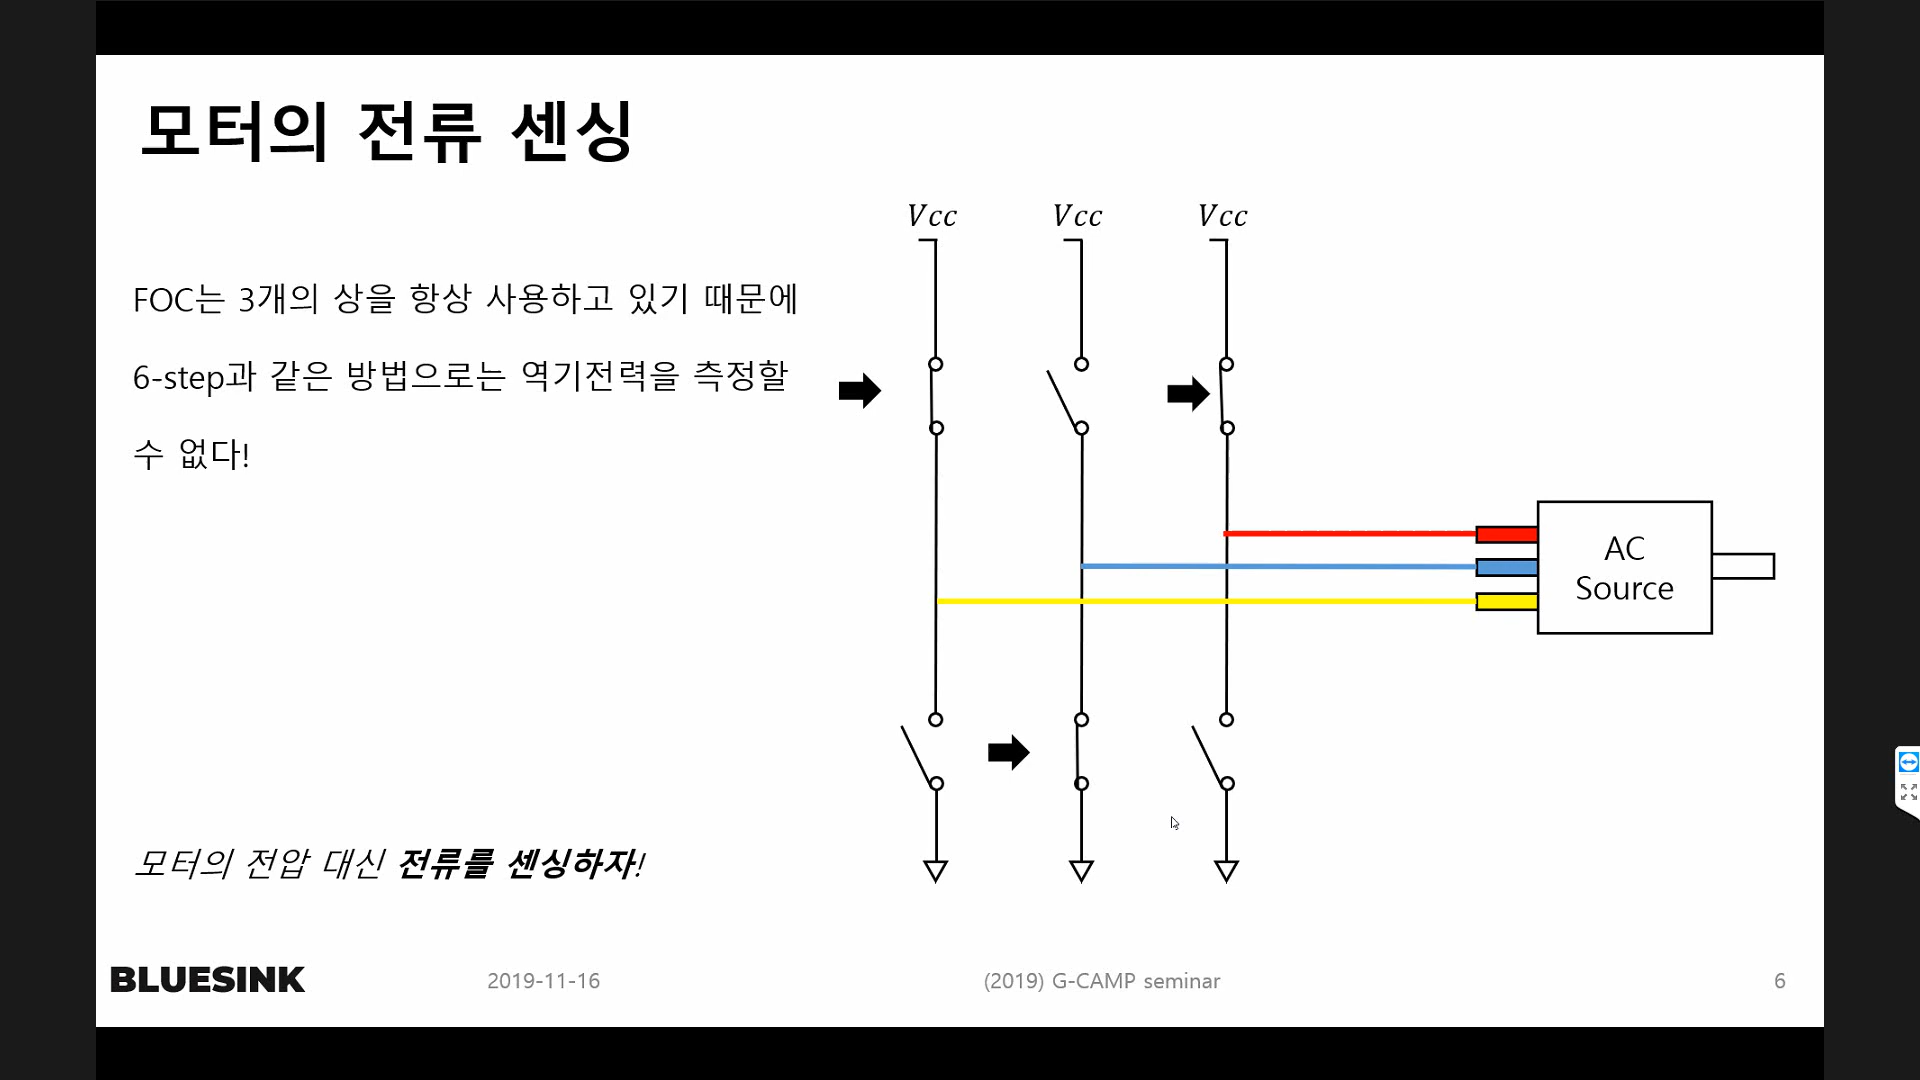 모터의 전류 센싱
Vcc Vcc Vcc
FOC는 3개의 상을 항상 사용하고 있기 때문에
6-step과 같은 방법으로는 역기전력을 측정할
수 없다!
AC
Source
모터의 전압 대신 전류를 센싱하자!
BLUESINK 2019-11-16 (2019) G-CAMP seminar 6